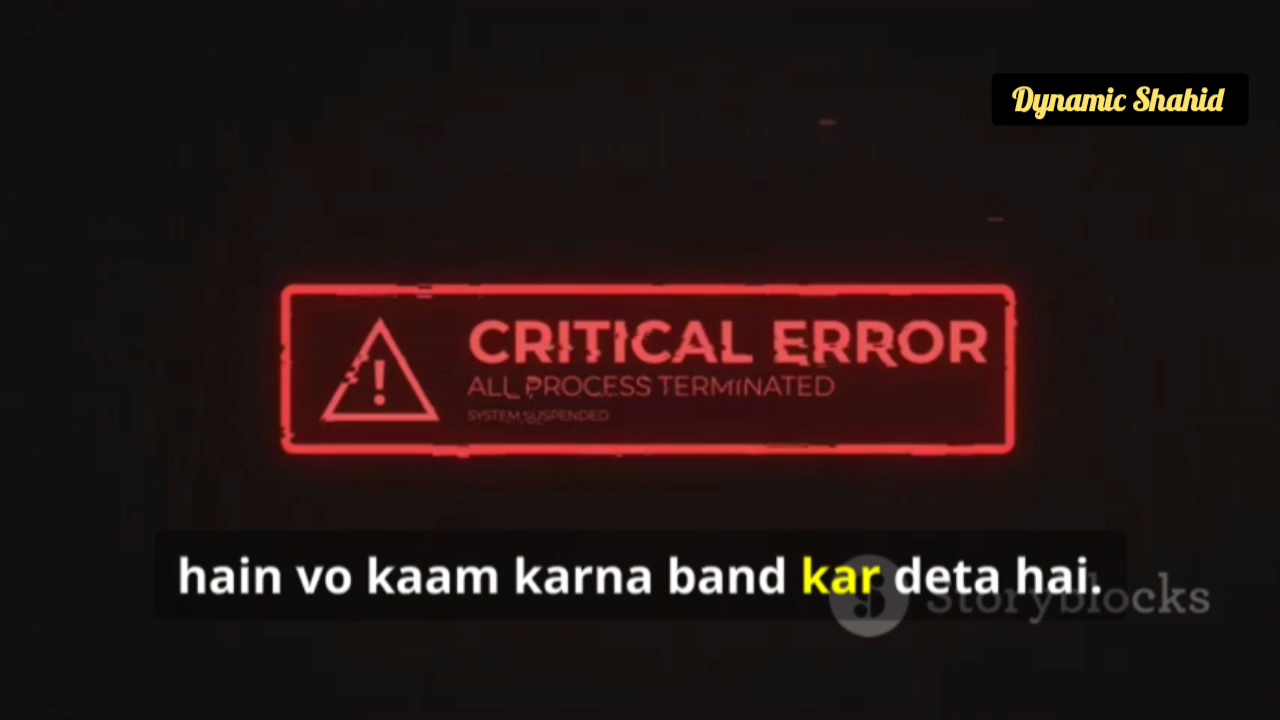 Dynamic Shahid
CRITICAL ERROR
ALL PROCESS TERMINATED
SYSTEM SUSPENDED
hain vo kaam karna band kar deta hai.
Storyblocks